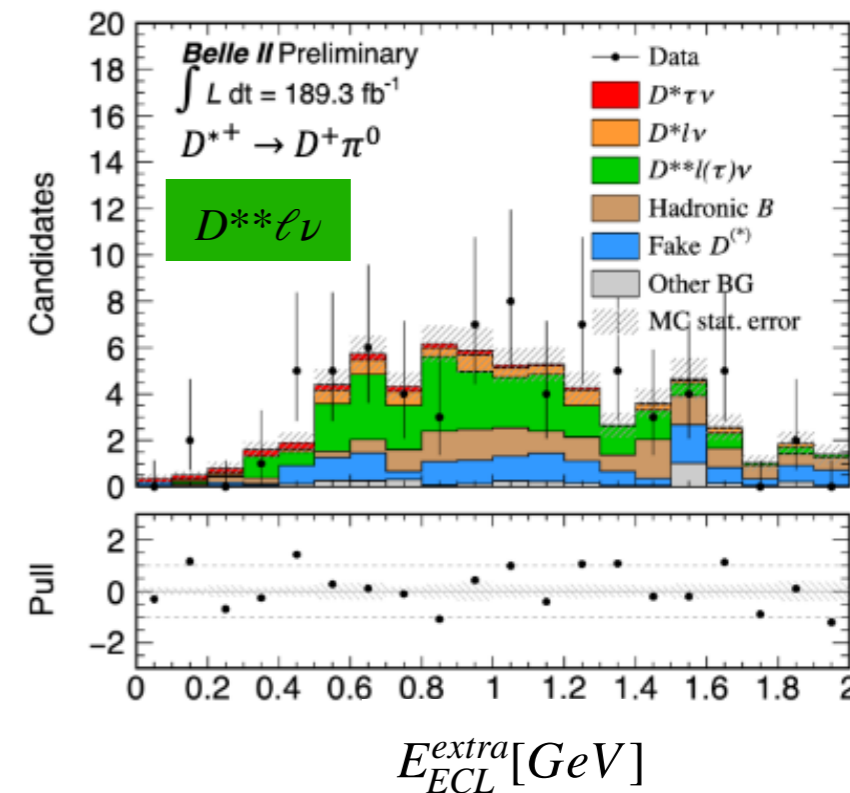 20
18
16
14
12
10
8
6
4
2
0
Candidates
Belle II Preliminary
∫ L dt = 189.3 fb⁻¹
D*⁺ → D⁺π⁰
D**ℓν
Data
D*τν
D*lν
D**l(τ)ν
Hadronic B
Fake D⁽*⁾
Other BG
MC stat. error
2
0
−2
Pull
0 0.2 0.4 0.6 0.8 1 1.2 1.4 1.6 1.8 2
E_{ECL}^{extra}[GeV]